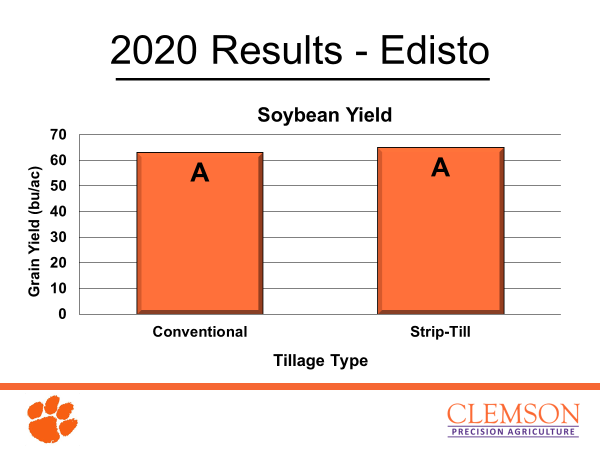 2020 Results - Edisto
Soybean Yield
Grain Yield (bu/ac)
70
60
50
40
30
20
10
0
A
A
Conventional
Strip-Till
Tillage Type
CLEMSON
PRECISION AGRICULTURE